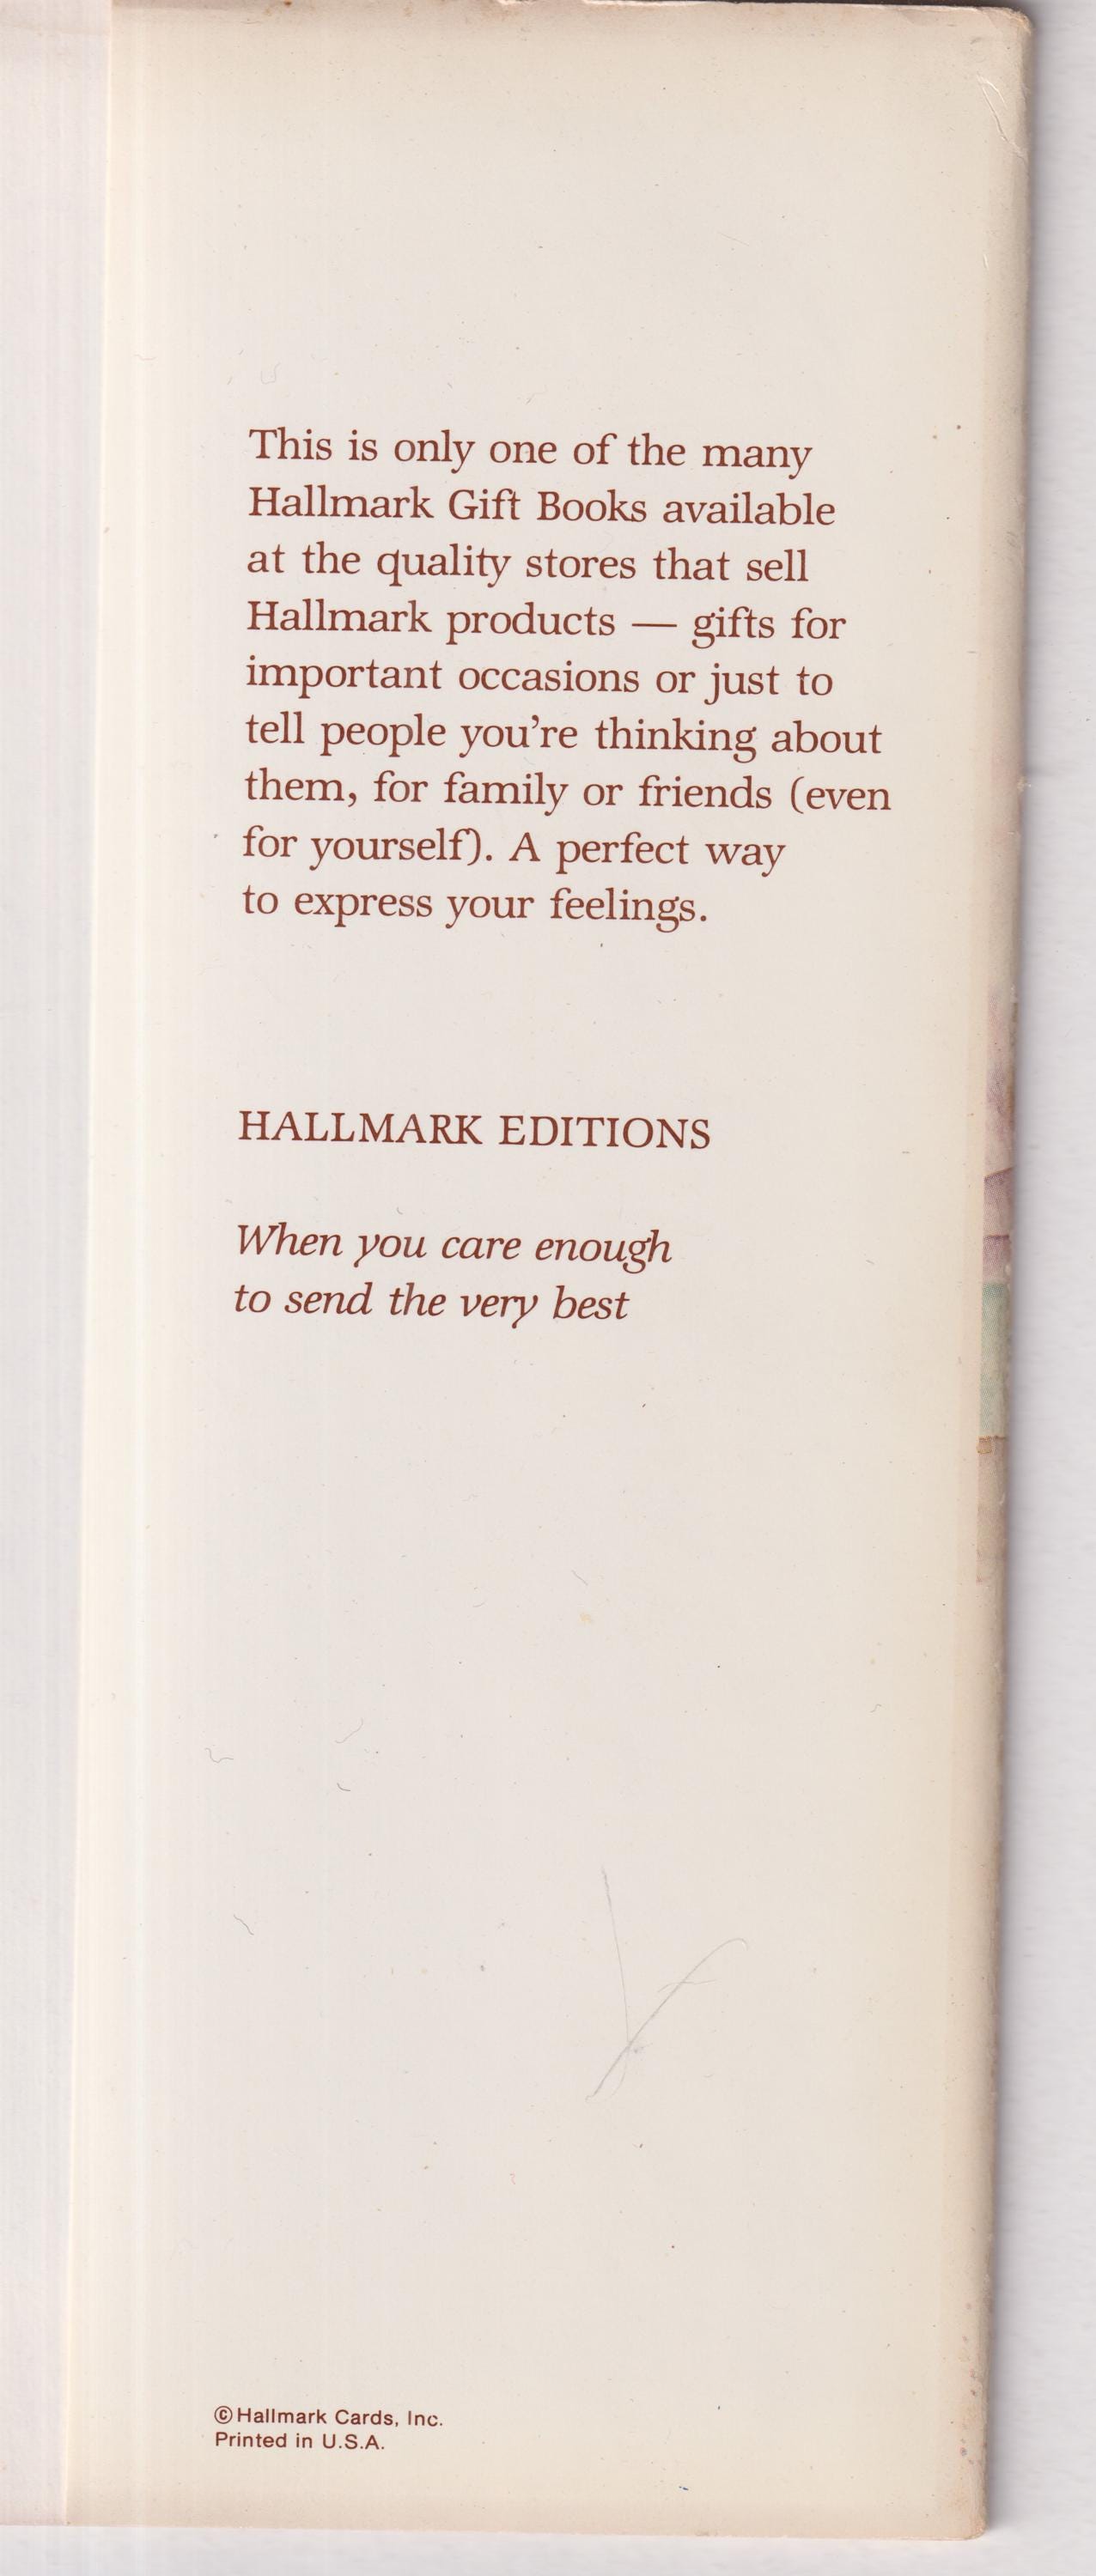 This is only one of the many
Hallmark Gift Books available
at the quality stores that sell
Hallmark products — gifts for
important occasions or just to
tell people you're thinking about
them, for family or friends (even
for yourself). A perfect way
to express your feelings.
HALLMARK EDITIONS
When you care enough
to send the very best
©Hallmark Cards, Inc.
Printed in U.S.A.